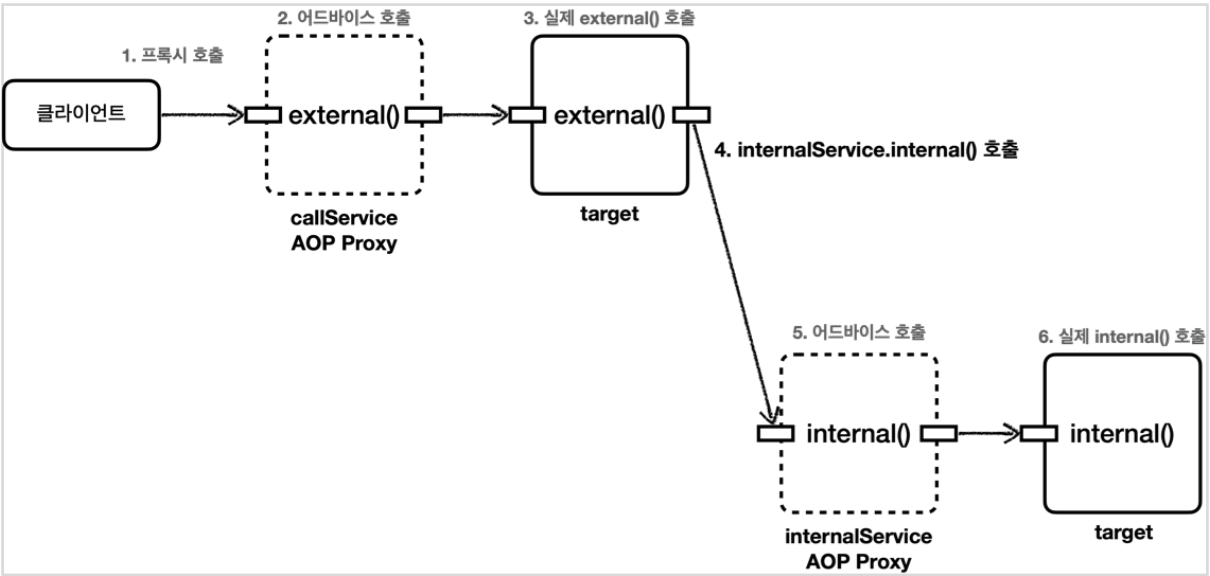 2. 어드바이스 호출
3. 실제 external() 호출
1. 프록시 호출
클라이언트
external()
external()
4. internalService.internal() 호출
callService
AOP Proxy
target
5. 어드바이스 호출
6. 실제 internal() 호출
internal()
internal()
internalService
AOP Proxy
target